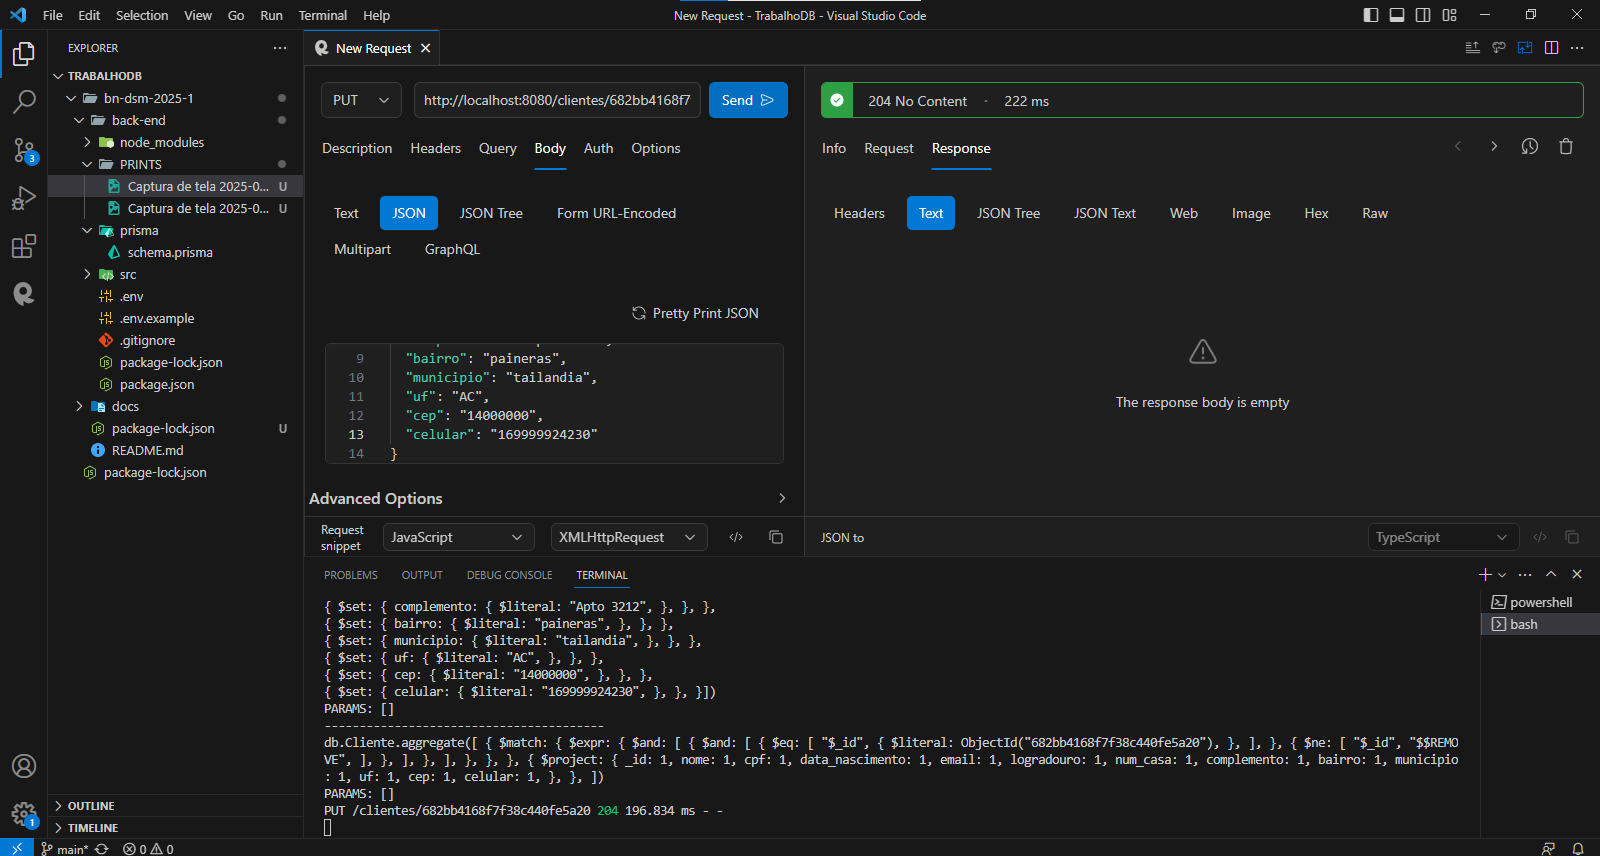 File Edit Selection View Go Run Terminal Help
New Request - TrabalhoDB - Visual Studio Code
EXPLORER
TRABALHODB
bn-dsm-2025-1
back-end
node_modules
PRINTS
Captura de tela 2025-0... U
Captura de tela 2025-0... U
prisma
schema.prisma
src
.env
.env.example
.gitignore
package-lock.json
package.json
docs
package-lock.json U
README.md
package-lock.json
OUTLINE
TIMELINE
3
1
New Request
PUT
http://localhost:8080/clientes/682bb4168f7
Send
Description Headers Query Body Auth Options
Text JSON JSON Tree Form URL-Encoded
Multipart GraphQL
Pretty Print JSON
9 "bairro": "paineras",
10 "municipio": "tailandia",
11 "uf": "AC",
12 "cep": "14000000",
13 "celular": "169999924230"
14 }
Advanced Options
Request snippet
JavaScript
XMLHttpRequest
204 No Content · 222 ms
Info Request Response
Headers Text JSON Tree JSON Text Web Image Hex Raw
The response body is empty
JSON to
TypeScript
PROBLEMS OUTPUT DEBUG CONSOLE TERMINAL
{ $set: { complemento: { $literal: "Apto 3212", }, }, },
{ $set: { bairro: { $literal: "paineras", }, }, },
{ $set: { municipio: { $literal: "tailandia", }, }, },
{ $set: { uf: { $literal: "AC", }, }, },
{ $set: { cep: { $literal: "14000000", }, }, },
{ $set: { celular: { $literal: "169999924230", }, }, }])
PARAMS: []
------------------------------------
db.Cliente.aggregate([ { $match: { $expr: { $and: [ { $and: [ { $eq: [ "$_id", { $literal: ObjectId("682bb4168f7f38c440fe5a20"), }, ], }, { $ne: [ "$_id", "$$REMO
VE", ], }, ], }, ], }, }, }, { $project: { _id: 1, nome: 1, cpf: 1, data_nascimento: 1, email: 1, logradouro: 1, num_casa: 1, complemento: 1, bairro: 1, municipio
: 1, uf: 1, cep: 1, celular: 1, }, }, ])
PARAMS: []
PUT /clientes/682bb4168f7f38c440fe5a20 204 196.834 ms - -
powershell
bash
main* 0 0